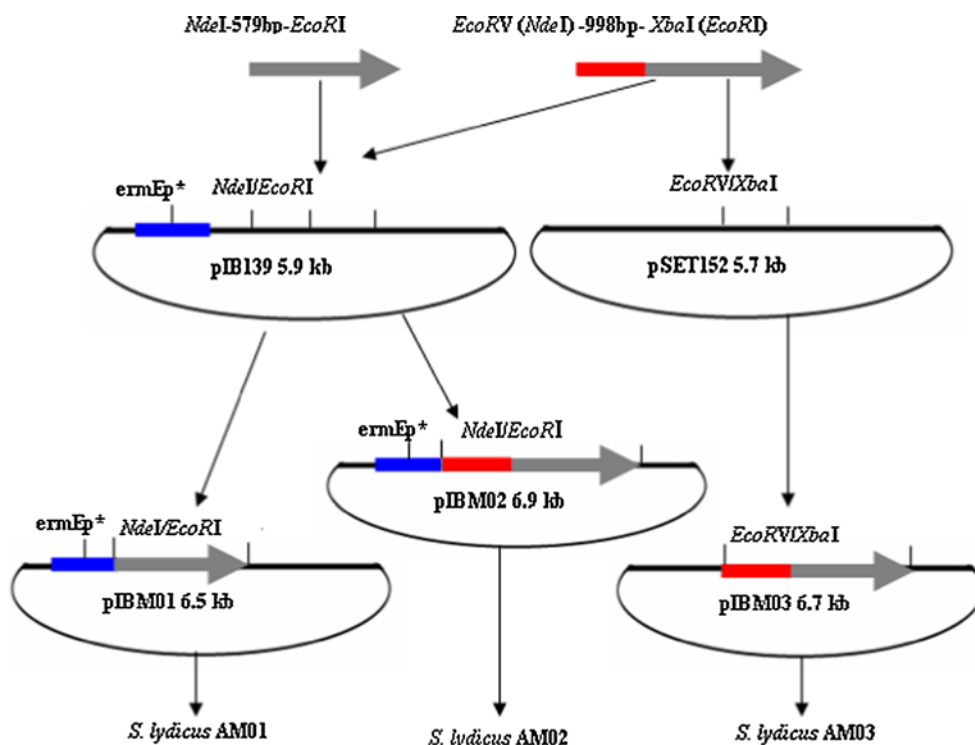 NdeI-579bp-EcoRI
EcoRV (NdeI) -998bp- XbaI (EcoRI)
ermEp*
NdeI/EcoRI
EcoRV/XbaI
pIB139 5.9 kb
pSET152 5.7 kb
ermEp*
NdeI/EcoRI
pIBM02 6.9 kb
ermEp*
NdeI/EcoRI
pIBM01 6.5 kb
EcoRV/XbaI
pIBM03 6.7 kb
S. lydicus AM01
S. lydicus AM02
S. lydicus AM03